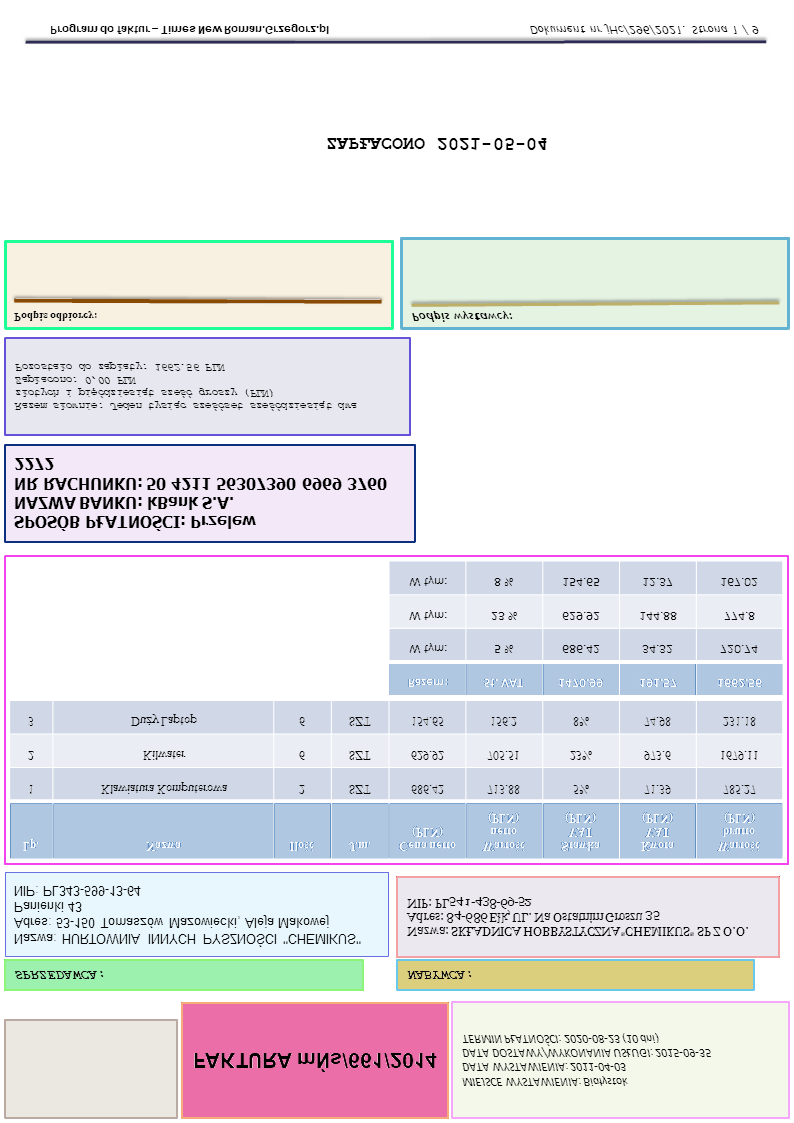 FAKTURA mŃs/661/2014
MIEJSCE WYSTAWIENIA: Białystok
DATA WYSTAWIENIA: 2011-04-03
DATA DOSTAWY/WYKONANIA USŁUGI: 2015-09-25
TERMIN PŁATNOŚCI: 2020-08-23 (10 dni)
SPRZEDAWCA:
NABYWCA:
Nazwa: HURTOWNIA INNYCH PYSZNOŚCI "CHEMIKUS"
Adres: 53-150 Tomaszów Mazowiecki, Aleja Makowej
Panienki 43
NIP: PL343-599-13-64
Nazwa: SKŁADNICA HOBBYSTYCZNA "CHEMIKUS" SP Z O.O.
Adres: 84-686 Ełk, UL. Na Ostatnim Groszu 35
NIP: PL541-438-69-52
Lp. Nazwa Ilość J.m. Cena netto (PLN) Wartość netto (PLN) Stawka VAT (PLN) Kwota VAT (PLN) Wartość brutto (PLN)
1 Klawiatura Komputerowa 2 SZT 686.42 713.88 5% 71.39 785.27
2 Kilwater 6 SZT 629.92 705.51 23% 973.6 1679.11
3 Duży Laptop 6 SZT 154.65 156.2 8% 74.98 231.18
Razem: St. VAT 1470.99 191.57 1662.56
W tym: 5 % 686.42 34.32 720.74
W tym: 23 % 629.92 144.88 774.8
W tym: 8 % 154.65 12.37 167.02
SPOSÓB PŁATNOŚCI: Przelew
NAZWA BANKU: kBank S.A.
NR RACHUNKU: 50 4211 56307390 6969 3760
2272
Razem słownie: Jeden tysiąc sześćset sześćdziesiąt dwa
złotych i pięćdziesiąt sześć groszy (PLN)
Zapłacono: 0,00 PLN
Pozostało do zapłaty: 1662.56 PLN
Podpis odbiorcy:
Podpis wystawcy:
ZAPŁACONO 2021-05-04
Program do faktur – Times New Roman.Grzegorz.pl
Dokument nr jHc/296/2021. Strona 1 / 9